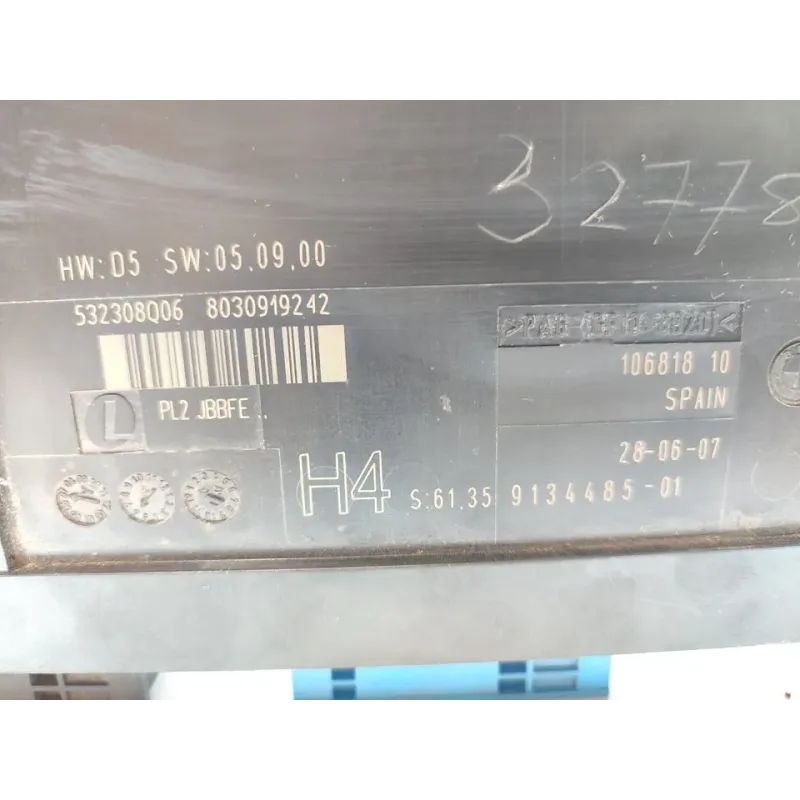 32778
HW:D5 SW:05.09.00
532308Q06 8030919242
106818 10
SPAIN
L PL2 JBBFE ..
28-06-07
H4 S:61.35 9134485-01